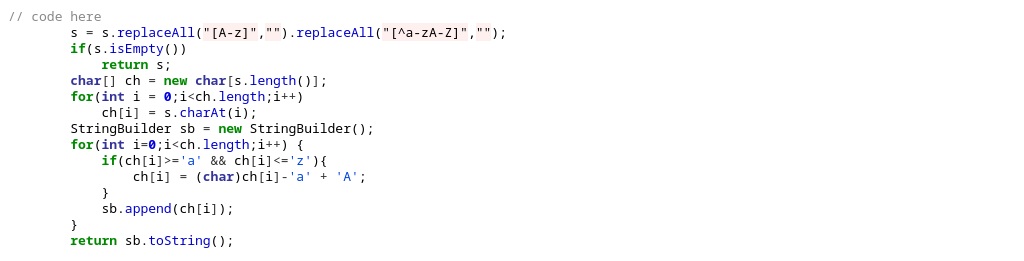 // code here
s = s.replaceAll("[A-z]","").replaceAll("[^a-zA-Z]","");
if(s.isEmpty())
return s;
char[] ch = new char[s.length()];
for(int i = 0;i<ch.length;i++)
ch[i] = s.charAt(i);
StringBuilder sb = new StringBuilder();
for(int i=0;i<ch.length;i++) {
if(ch[i]>='a' && ch[i]<='z'){
ch[i] = (char)ch[i]-'a' + 'A';
}
sb.append(ch[i]);
}
return sb.toString();